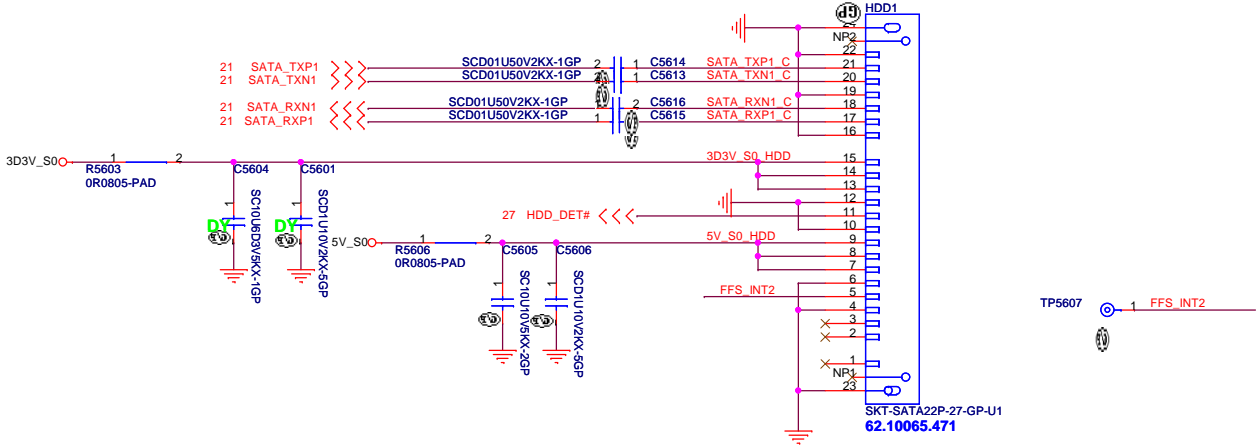 HDD1
NP2
22
21 SATA_TXP1 SCD01U50V2KX-1GP 2 1 C5614 SATA_TXP1_C 21
21 SATA_TXN1 SCD01U50V2KX-1GP 1 C5613 SATA_TXN1_C 20
19
21 SATA_RXN1 SCD01U50V2KX-1GP 2 C5616 SATA_RXN1_C 18
21 SATA_RXP1 SCD01U50V2KX-1GP 1 C5615 SATA_RXP1_C 17
16
3D3V_S0 1 2 3D3V_S0_HDD 15
R5603 C5604 C5601 14
0R0805-PAD 13
12
1 1 27 HDD_DET# 11
DY DY 10
SC10U6D3V5KX-1GP
SCD1U10V2KX-5GP
5V_S0 1 2 5V_S0_HDD 9
R5606 C5605 C5606 8
0R0805-PAD 7
6
1 1 FFS_INT2 5
SC10U10V5KX-2GP
SCD1U10V2KX-5GP
4
3
2
1
NP1
23
SKT-SATA22P-27-GP-U1
62.10065.471
TP5607 1 FFS_INT2